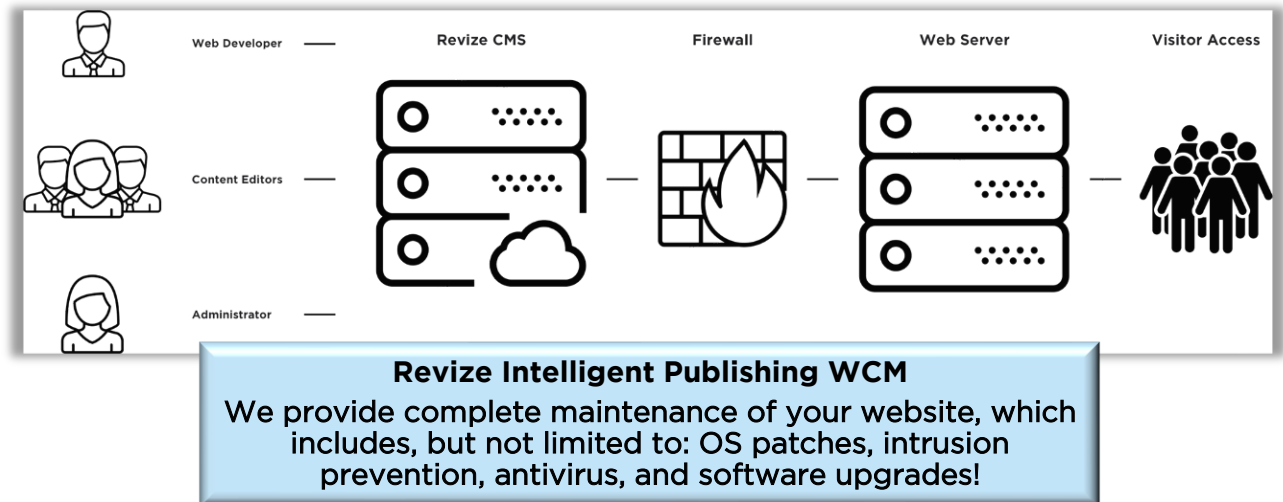 Web Developer
Revize CMS
Firewall
Web Server
Visitor Access
Content Editors
Administrator
Revize Intelligent Publishing WCM
We provide complete maintenance of your website, which
includes, but not limited to: OS patches, intrusion
prevention, antivirus, and software upgrades!